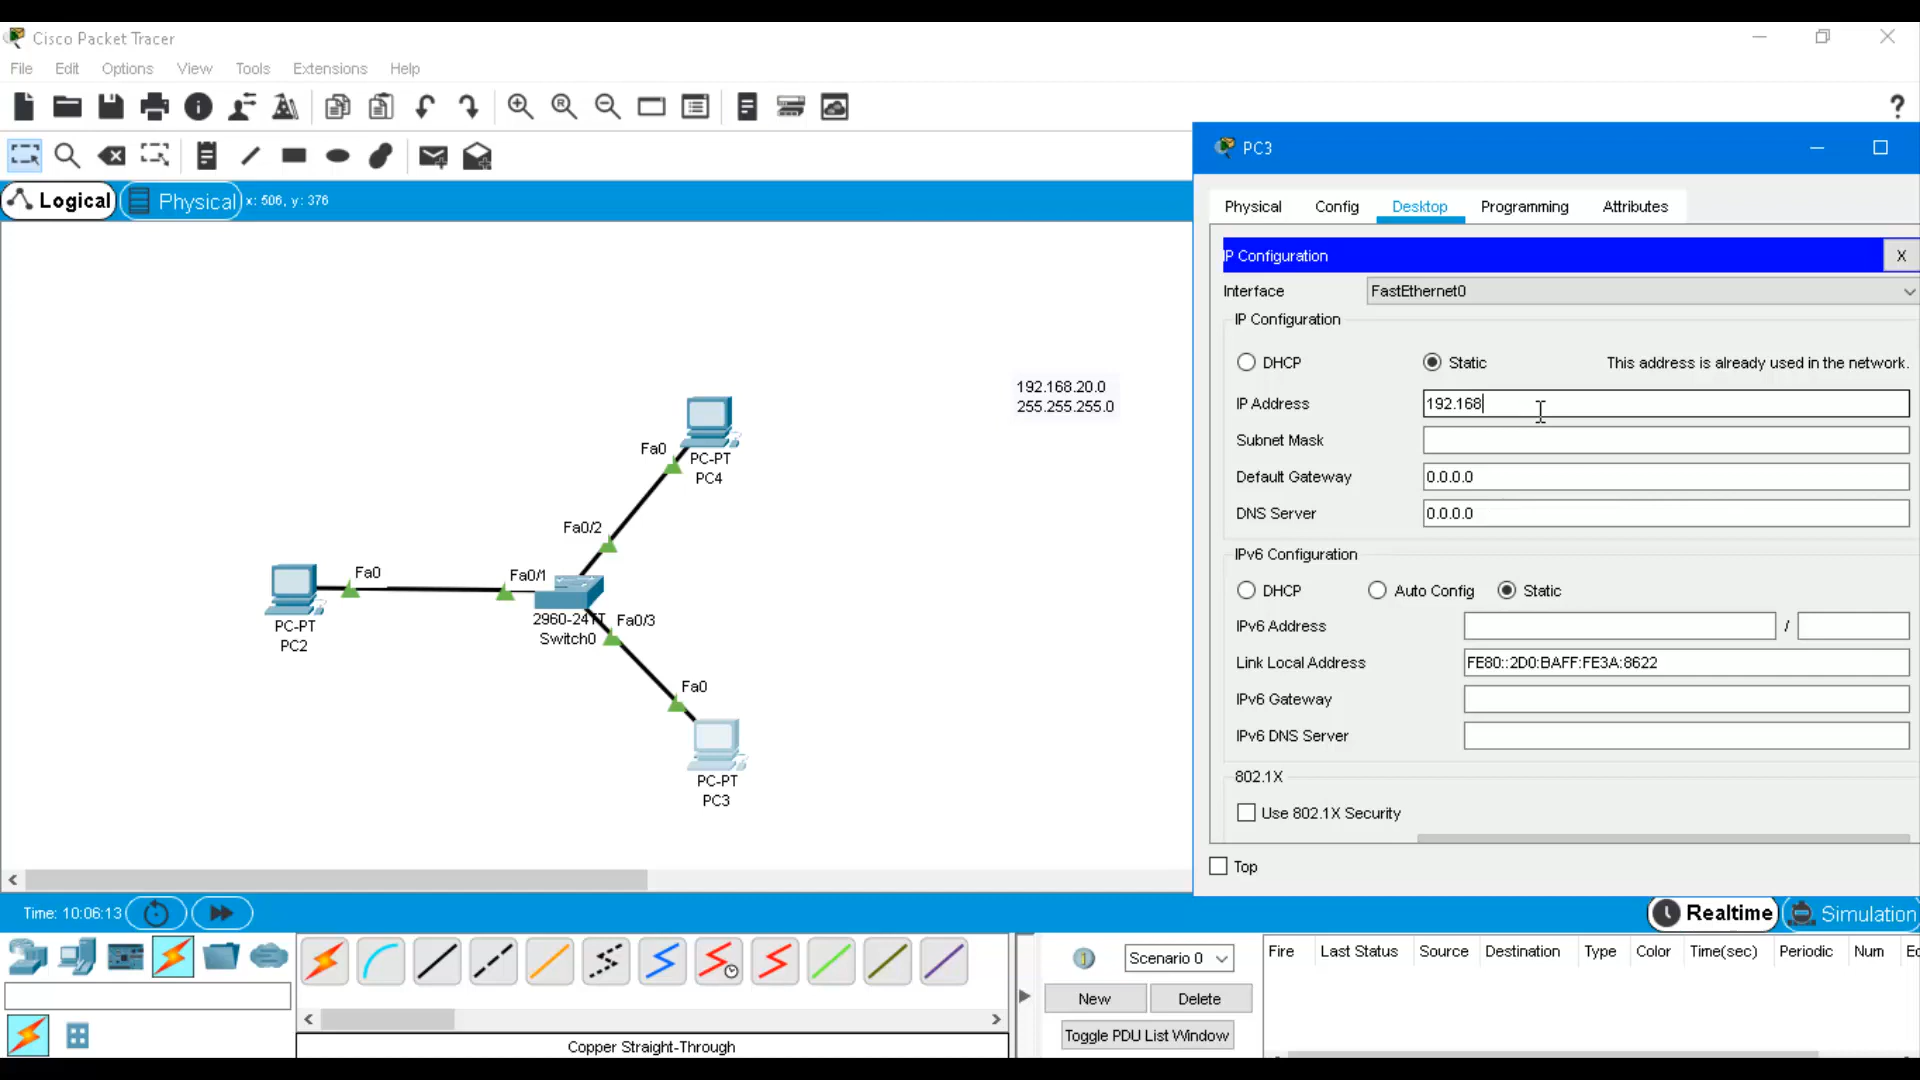 Cisco Packet Tracer
File Edit Options View Tools Extensions Help
Logical Physical x: 506, y: 376
192.168.20.0
255.255.255.0
Fa0
PC-PT
PC4
Fa0/2
Fa0
Fa0/1
PC-PT
PC2
2960-24TT
Switch0
Fa0/3
Fa0
PC-PT
PC3
PC3
Physical Config Desktop Programming Attributes
IP Configuration X
Interface FastEthernet0
IP Configuration
DHCP Static This address is already used in the network.
IP Address 192.168
Subnet Mask
Default Gateway 0.0.0.0
DNS Server 0.0.0.0
IPv6 Configuration
DHCP Auto Config Static
IPv6 Address /
Link Local Address FE80::2D0:BAFF:FE3A:8622
IPv6 Gateway
IPv6 DNS Server
802.1X
Use 802.1X Security
Top
Time: 10:06:13 Realtime Simulation
Scenario 0
New Delete
Toggle PDU List Window
Fire Last Status Source Destination Type Color Time(sec) Periodic Num
Copper Straight-Through